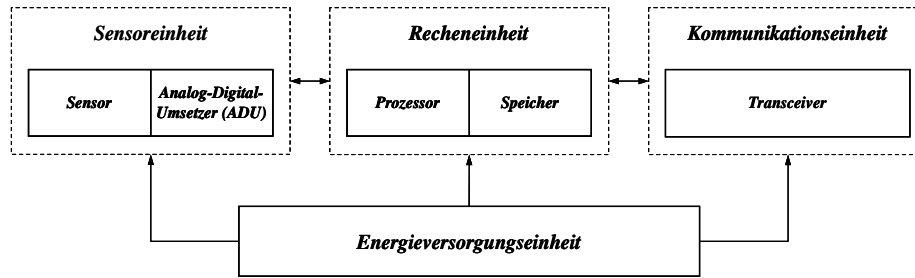 Sensoreinheit
Recheneinheit
Kommunikationseinheit
Sensor
Analog-Digital-
Umsetzer (ADU)
Prozessor
Speicher
Transceiver
Energieversorgungseinheit